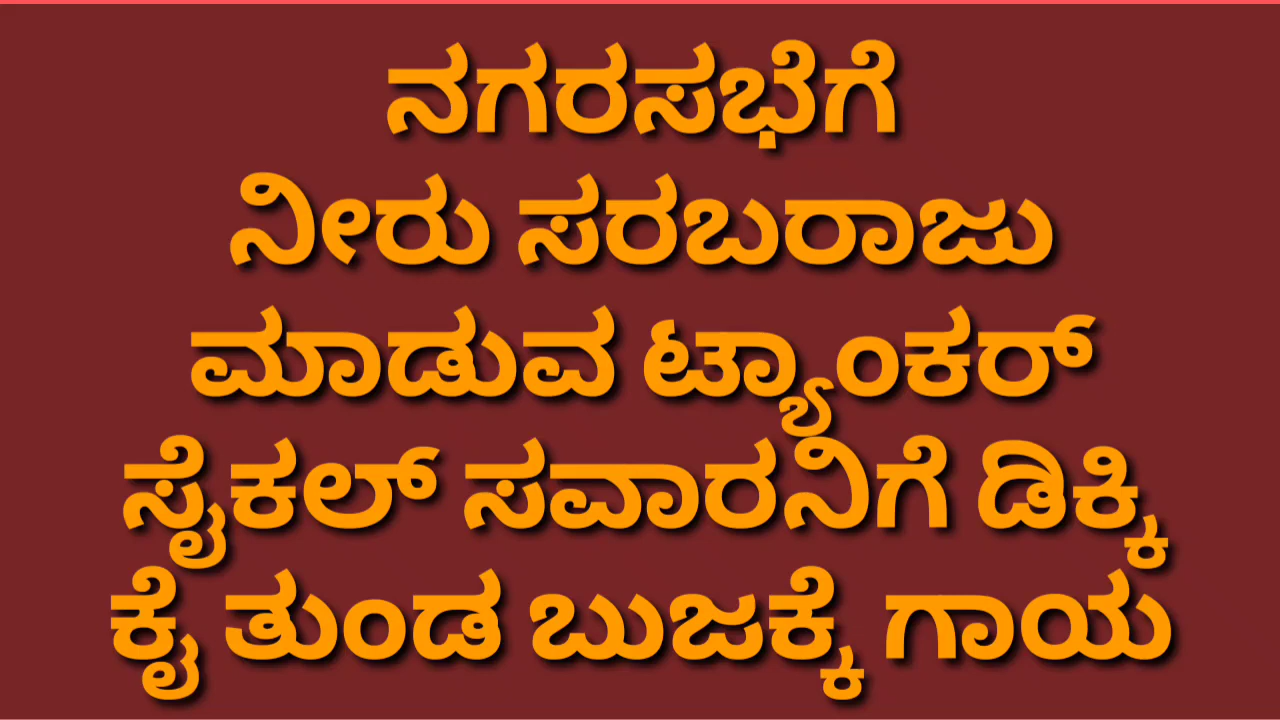 ನಗರಸಭೆಗೆ
ನೀರು ಸರಬರಾಜು
ಮಾಡುವ ಟ್ಯಾಂಕರ್
ಸೈಕಲ್ ಸವಾರನಿಗೆ ಡಿಕ್ಕಿ
ಕೈ ತುಂಡ ಬುಜಕ್ಕೆ ಗಾಯ